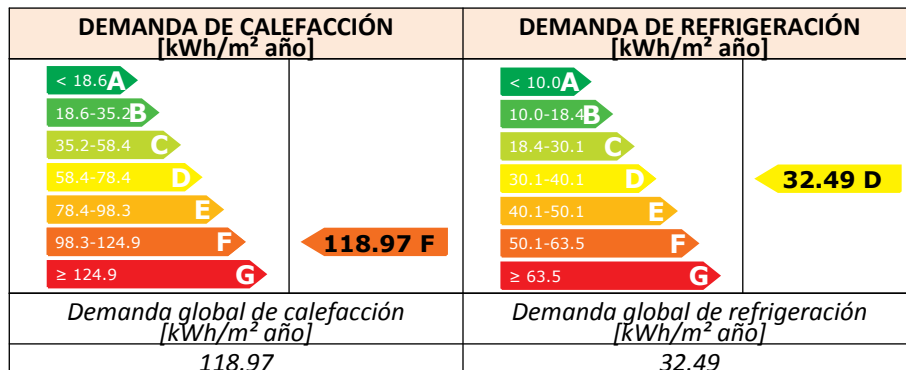 DEMANDA DE CALEFACCIÓN
[kWh/m² año]
DEMANDA DE REFRIGERACIÓN
[kWh/m² año]
< 18.6 A
18.6-35.2 B
35.2-58.4 C
58.4-78.4 D
78.4-98.3 E
98.3-124.9 F
≥ 124.9 G
118.97 F
< 10.0 A
10.0-18.4 B
18.4-30.1 C
30.1-40.1 D
40.1-50.1 E
50.1-63.5 F
≥ 63.5 G
32.49 D
Demanda global de calefacción
[kWh/m² año]
Demanda global de refrigeración
[kWh/m² año]
118.97
32.49